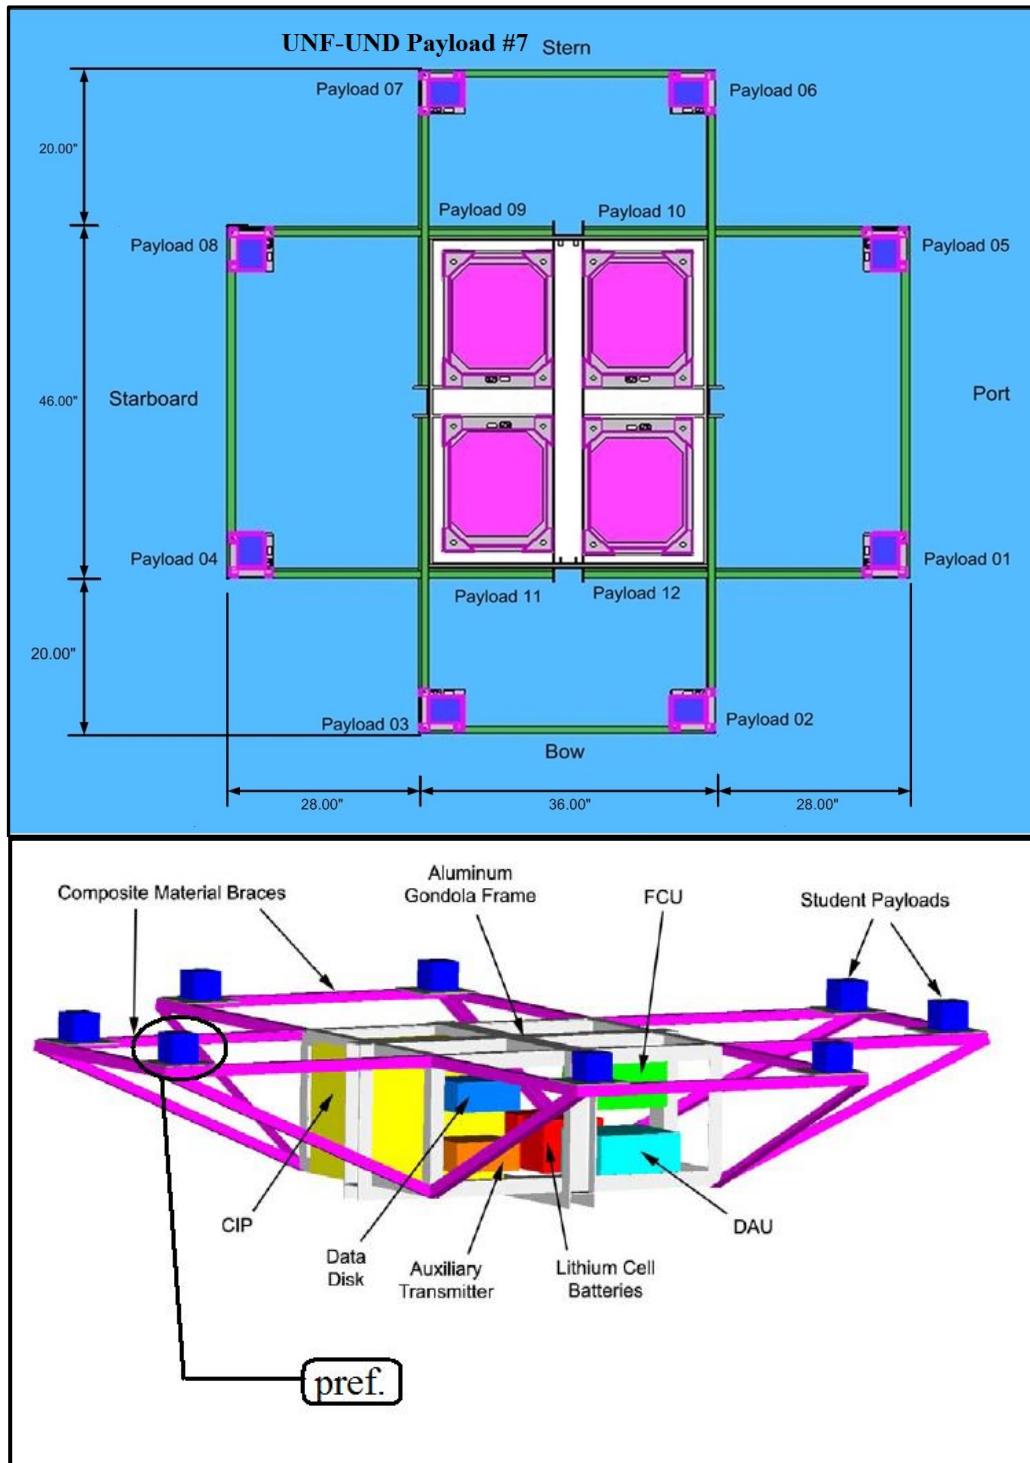 UNF-UND Payload #7
Stern
Payload 07
Payload 06
20.00"
Payload 09
Payload 10
Payload 08
Payload 05
46.00"
Starboard
Port
Payload 04
Payload 01
Payload 11
Payload 12
20.00"
Payload 03
Payload 02
Bow
28.00"
36.00"
28.00"
Composite Material Braces
Aluminum
Gondola Frame
FCU
Student Payloads
CIP
Data
Disk
Auxiliary
Transmitter
Lithium Cell
Batteries
DAU
pref.